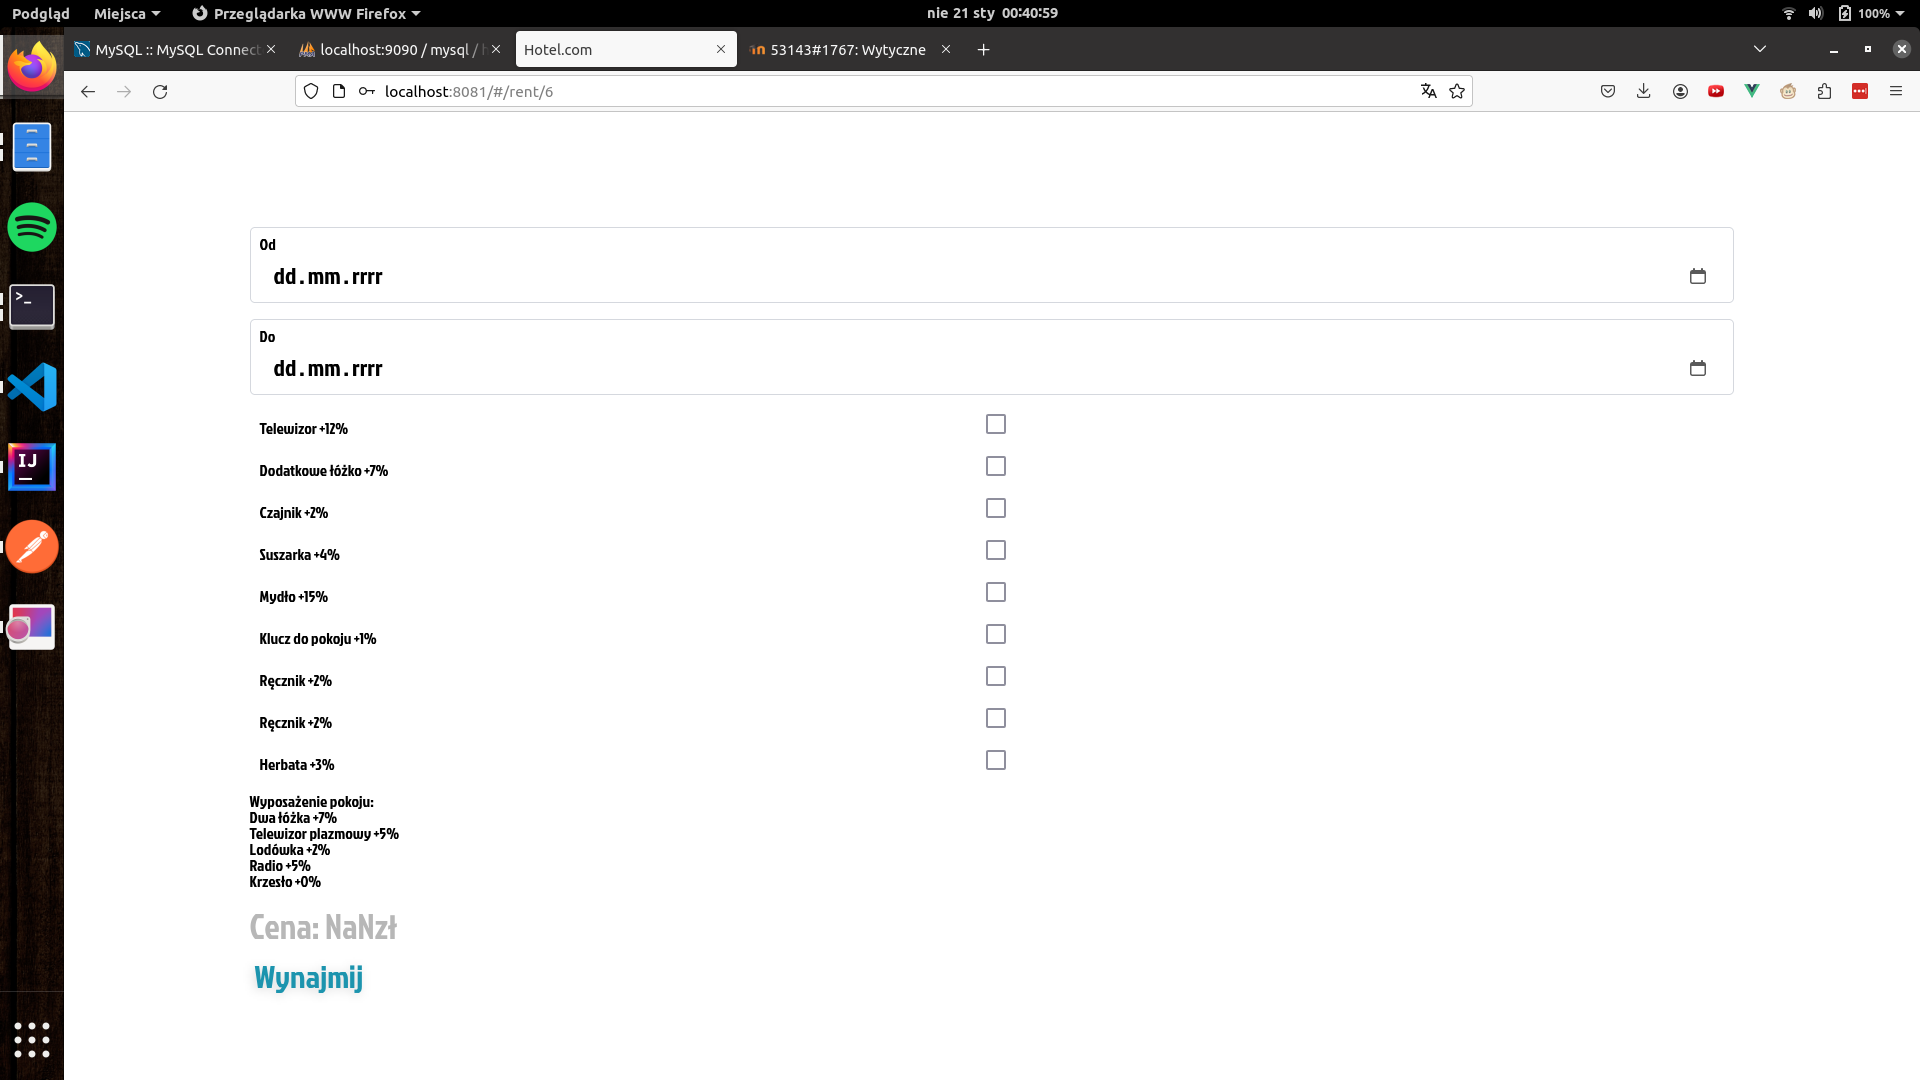 Podgląd Miejsca Przeglądarka WWW Firefox nie 21 sty 00:40:59 100%
MySQL :: MySQL Connect localhost:9090 / mysql / h Hotel.com 53143#1767: Wytyczne
localhost:8081/#/rent/6
Od
dd.mm.rrrr
Do
dd.mm.rrrr
Telewizor +12%
Dodatkowe łóżko +7%
Czajnik +2%
Suszarka +4%
Mydło +15%
Klucz do pokoju +1%
Ręcznik +2%
Ręcznik +2%
Herbata +3%
Wyposażenie pokoju:
Dwa łóżka +7%
Telewizor plazmowy +5%
Lodówka +2%
Radio +5%
Krzesło +0%
Cena: NaNzł
Wynajmij